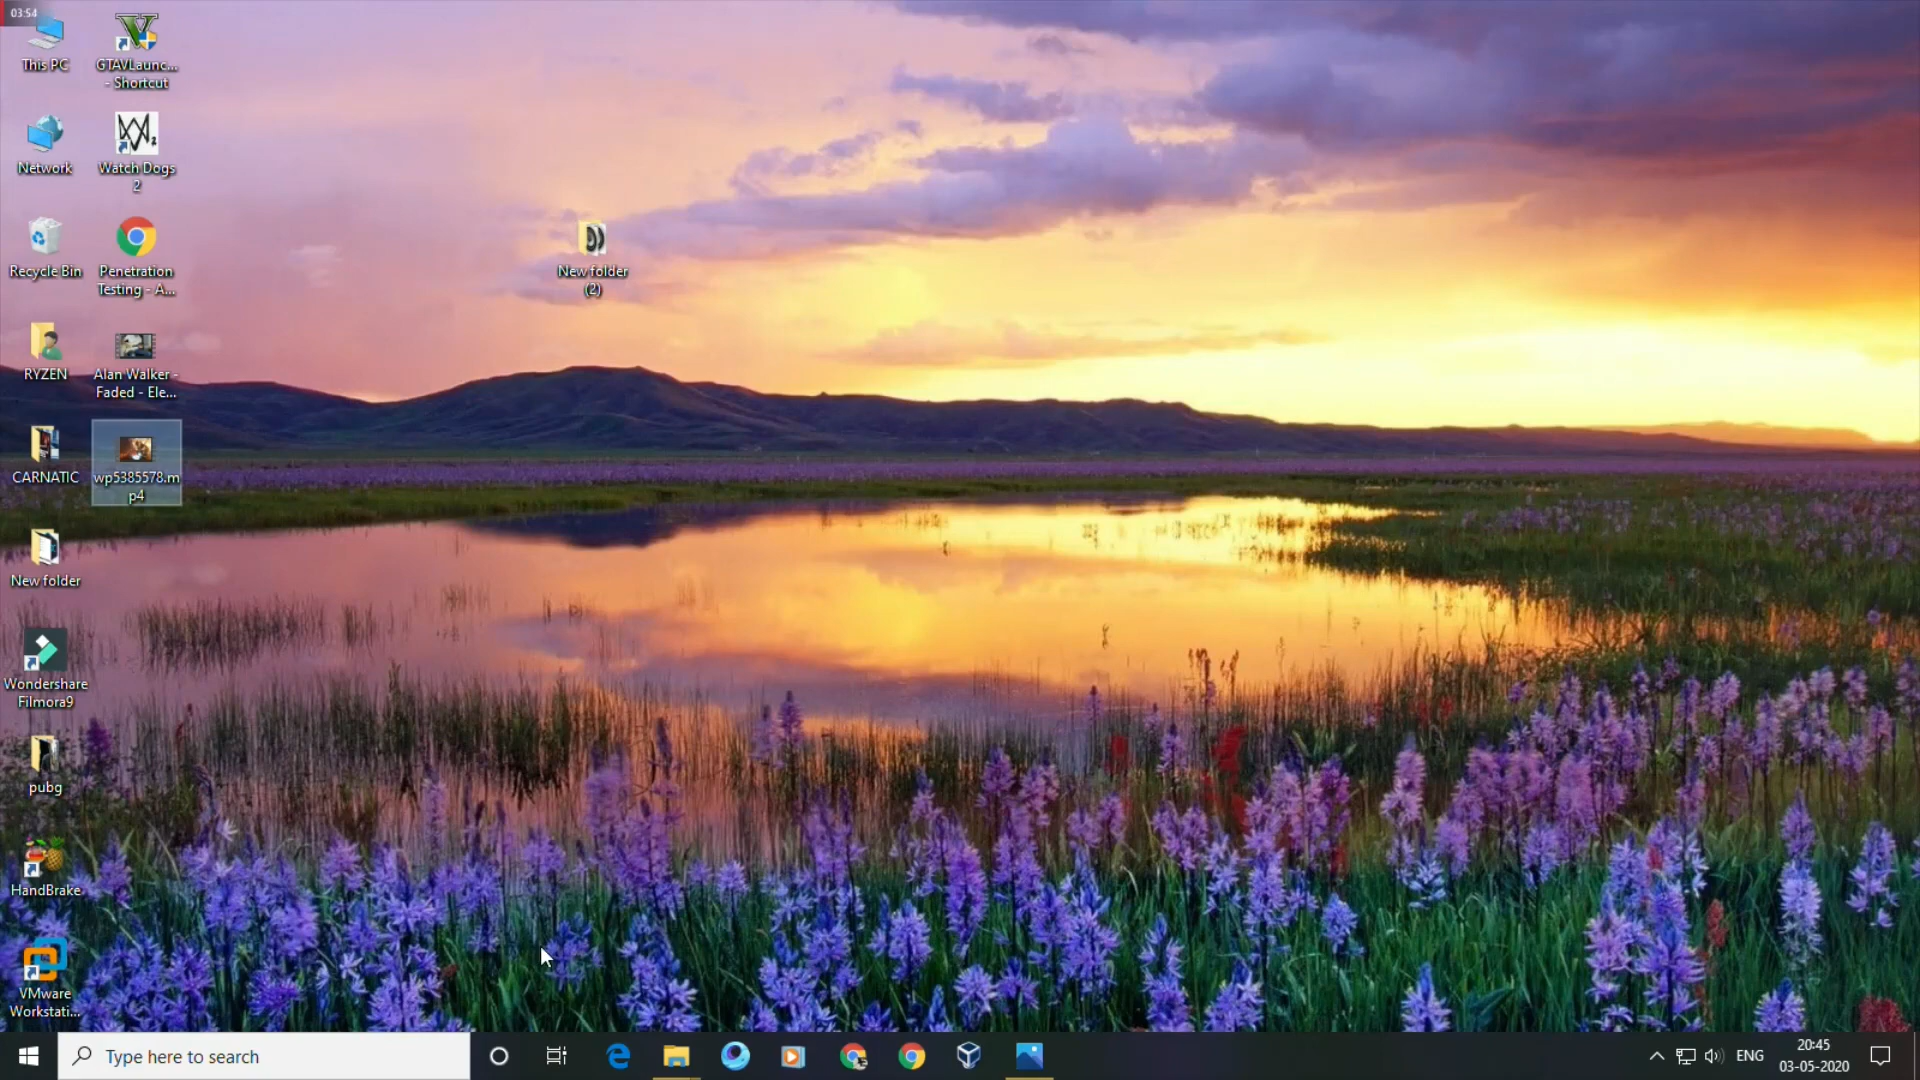 03:54
This PC
GTAVLaunc...
- Shortcut
Network
Watch Dogs
2
Recycle Bin
Penetration
Testing - A...
New folder
(2)
RYZEN
Alan Walker -
Faded - Ele...
CARNATIC
wp5385578.m
p4
New folder
Wondershare
Filmora9
pubg
HandBrake
VMware
Workstati...
Type here to search
ENG
20:45
03-05-2020